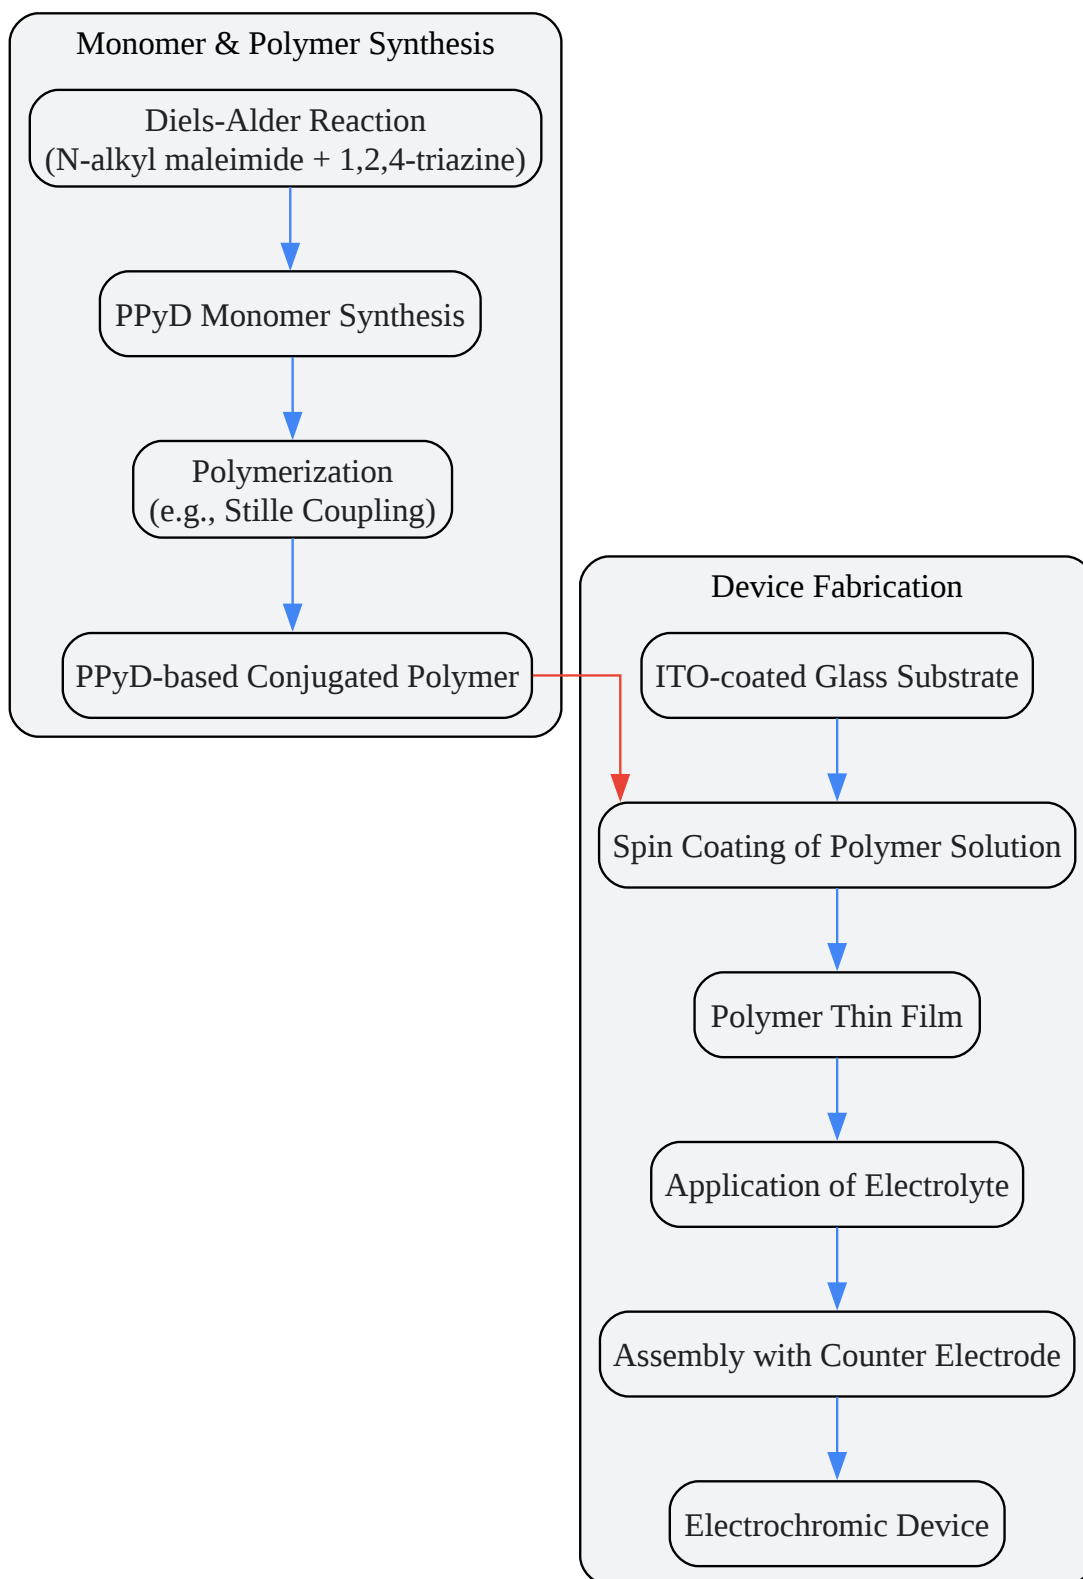 Monomer & Polymer Synthesis
Diels-Alder Reaction
(N-alkyl maleimide + 1,2,4-triazine)
PPyD Monomer Synthesis
Polymerization
(e.g., Stille Coupling)
PPyD-based Conjugated Polymer
Device Fabrication
ITO-coated Glass Substrate
Spin Coating of Polymer Solution
Polymer Thin Film
Application of Electrolyte
Assembly with Counter Electrode
Electrochromic Device